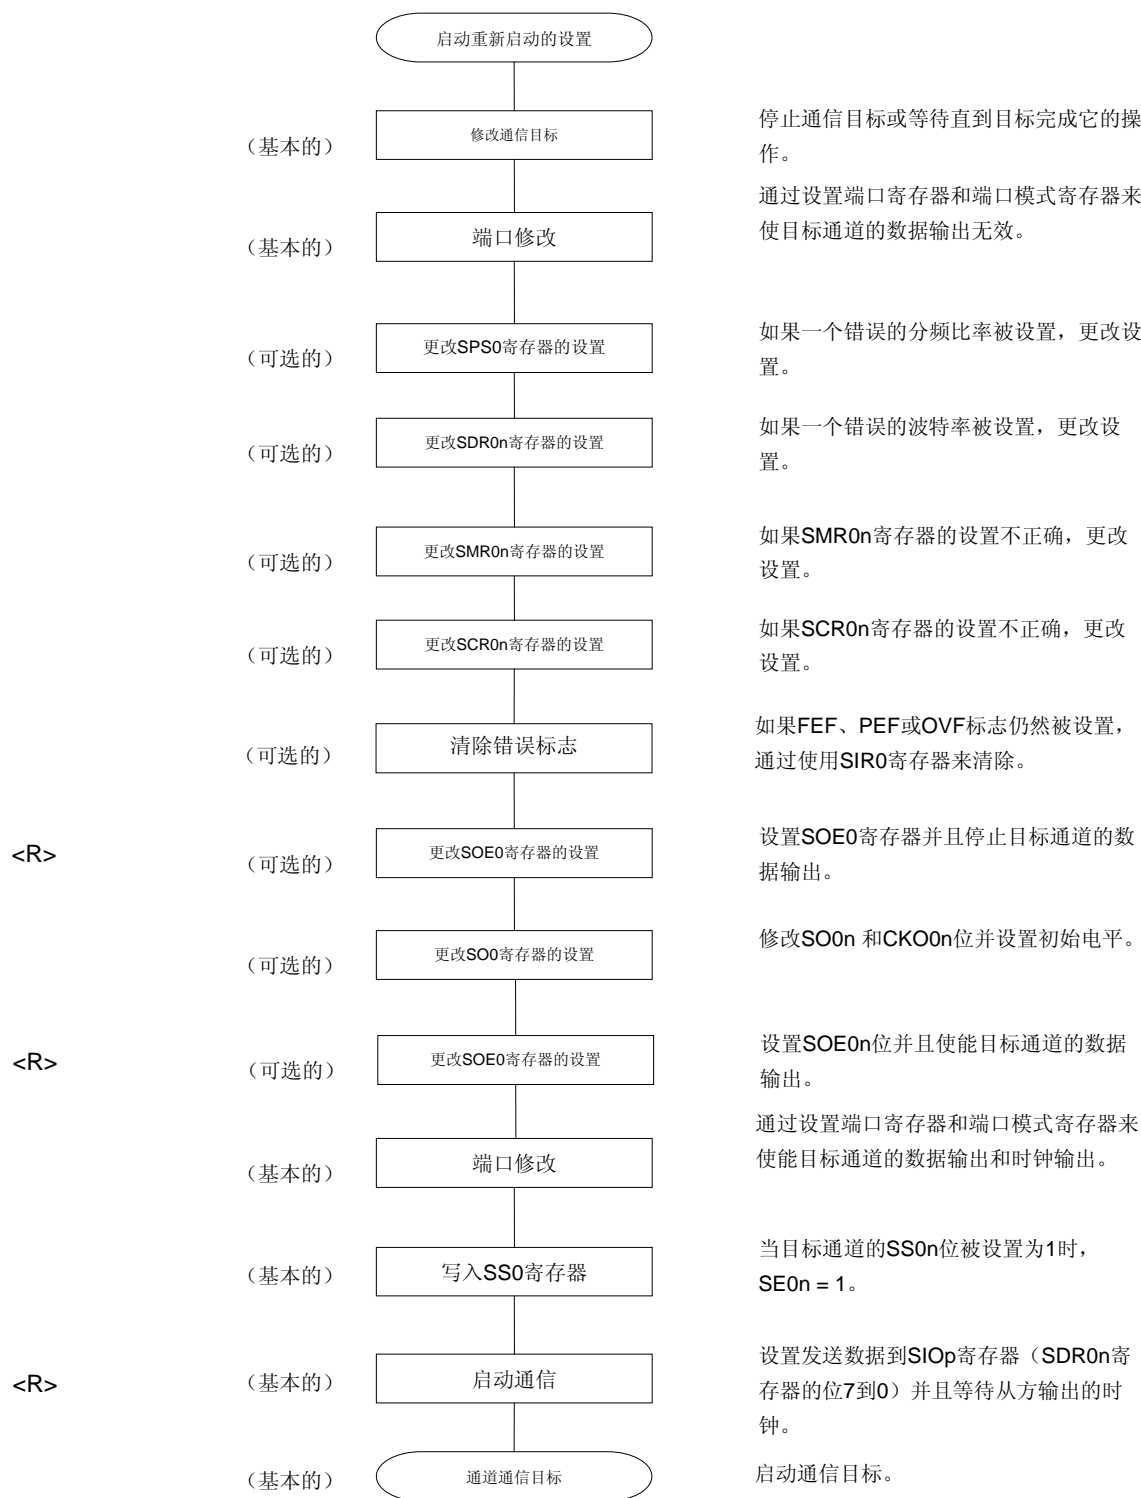 启动重新启动的设置
（基本的）
修改通信目标
停止通信目标或等待直到目标完成它的操
作。
（基本的）
端口修改
通过设置端口寄存器和端口模式寄存器来
使目标通道的数据输出无效。
（可选的）
更改SPS0寄存器的设置
如果一个错误的分频比率被设置，更改设
置。
（可选的）
更改SDR0n寄存器的设置
如果一个错误的波特率被设置，更改设
置。
（可选的）
更改SMR0n寄存器的设置
如果SMR0n寄存器的设置不正确，更改
设置。
（可选的）
更改SCR0n寄存器的设置
如果SCR0n寄存器的设置不正确，更改
设置。
（可选的）
清除错误标志
如果FEF、PEF或OVF标志仍然被设置，
通过使用SIR0寄存器来清除。
<R>
（可选的）
更改SOE0寄存器的设置
设置SOE0寄存器并且停止目标通道的数
据输出。
（可选的）
更改SO0寄存器的设置
修改SO0n 和CKO0n位并设置初始电平。
<R>
（可选的）
更改SOE0寄存器的设置
设置SOE0n位并且使能目标通道的数据
输出。
（基本的）
端口修改
通过设置端口寄存器和端口模式寄存器来
使能目标通道的数据输出和时钟输出。
（基本的）
写入SS0寄存器
当目标通道的SS0n位被设置为1时，
SE0n = 1。
<R>
（基本的）
启动通信
设置发送数据到SIOp寄存器（SDR0n寄
存器的位7到0）并且等待从方输出的时
钟。
（基本的）
通道通信目标
启动通信目标。